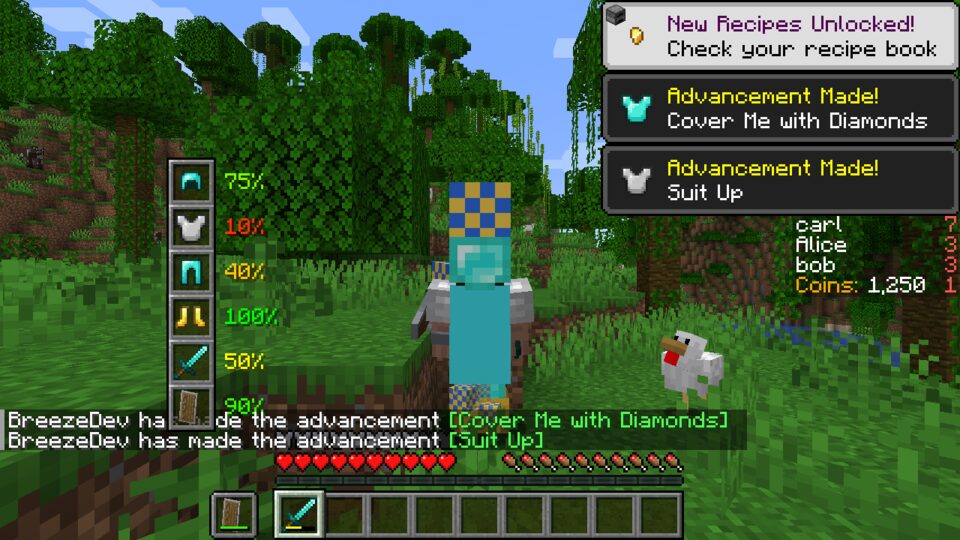 New Recipes Unlocked!
Check your recipe book
Advancement Made!
Cover Me with Diamonds
Advancement Made!
Suit Up
carl 7
Alice 3
bob 3
Coins: 1,250 1
75%
10%
40%
100%
50%
90%
BreezeDev ha de the advancement [Cover Me with Diamonds]
BreezeDev has made the advancement [Suit Up]